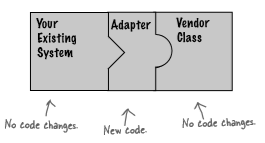 Your
Existing
System
Adapter
Vendor
Class
No code changes.
New code.
No code changes.